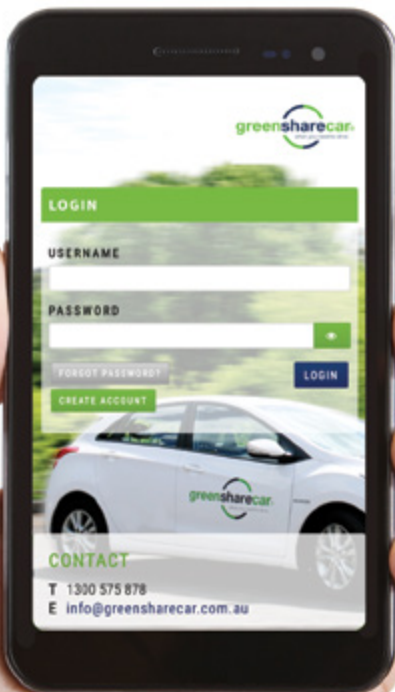 greensharecar
LOGIN
USERNAME
PASSWORD
FORGOT PASSWORD?
LOGIN
CREATE ACCOUNT
greensharecar
CONTACT
T 1300 575 878
E info@greensharecar.com.au